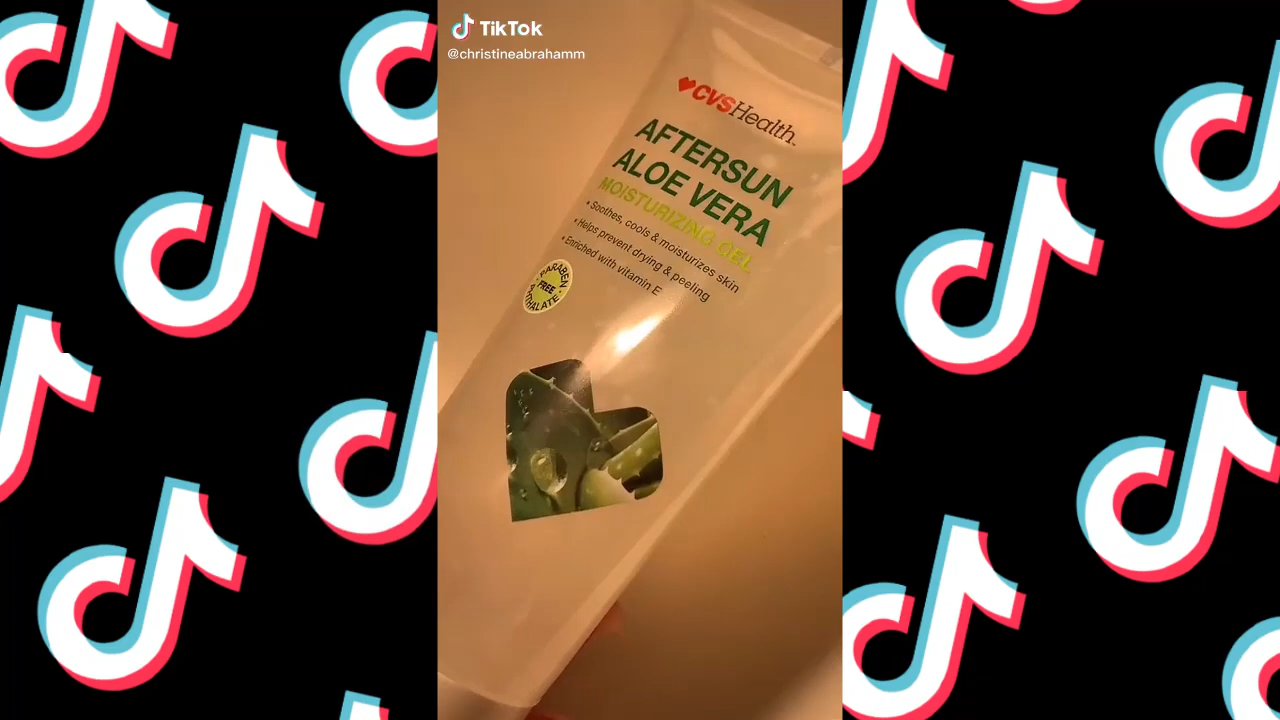 TikTok
@christineabrahamm
CVSHealth
AFTERSUN
ALOE VERA
MOISTURIZING GEL
• Soothes, cools & moisturizes skin
• Helps prevent drying & peeling
• Enriched with vitamin E
PARABEN
FREE
PHTHALATE